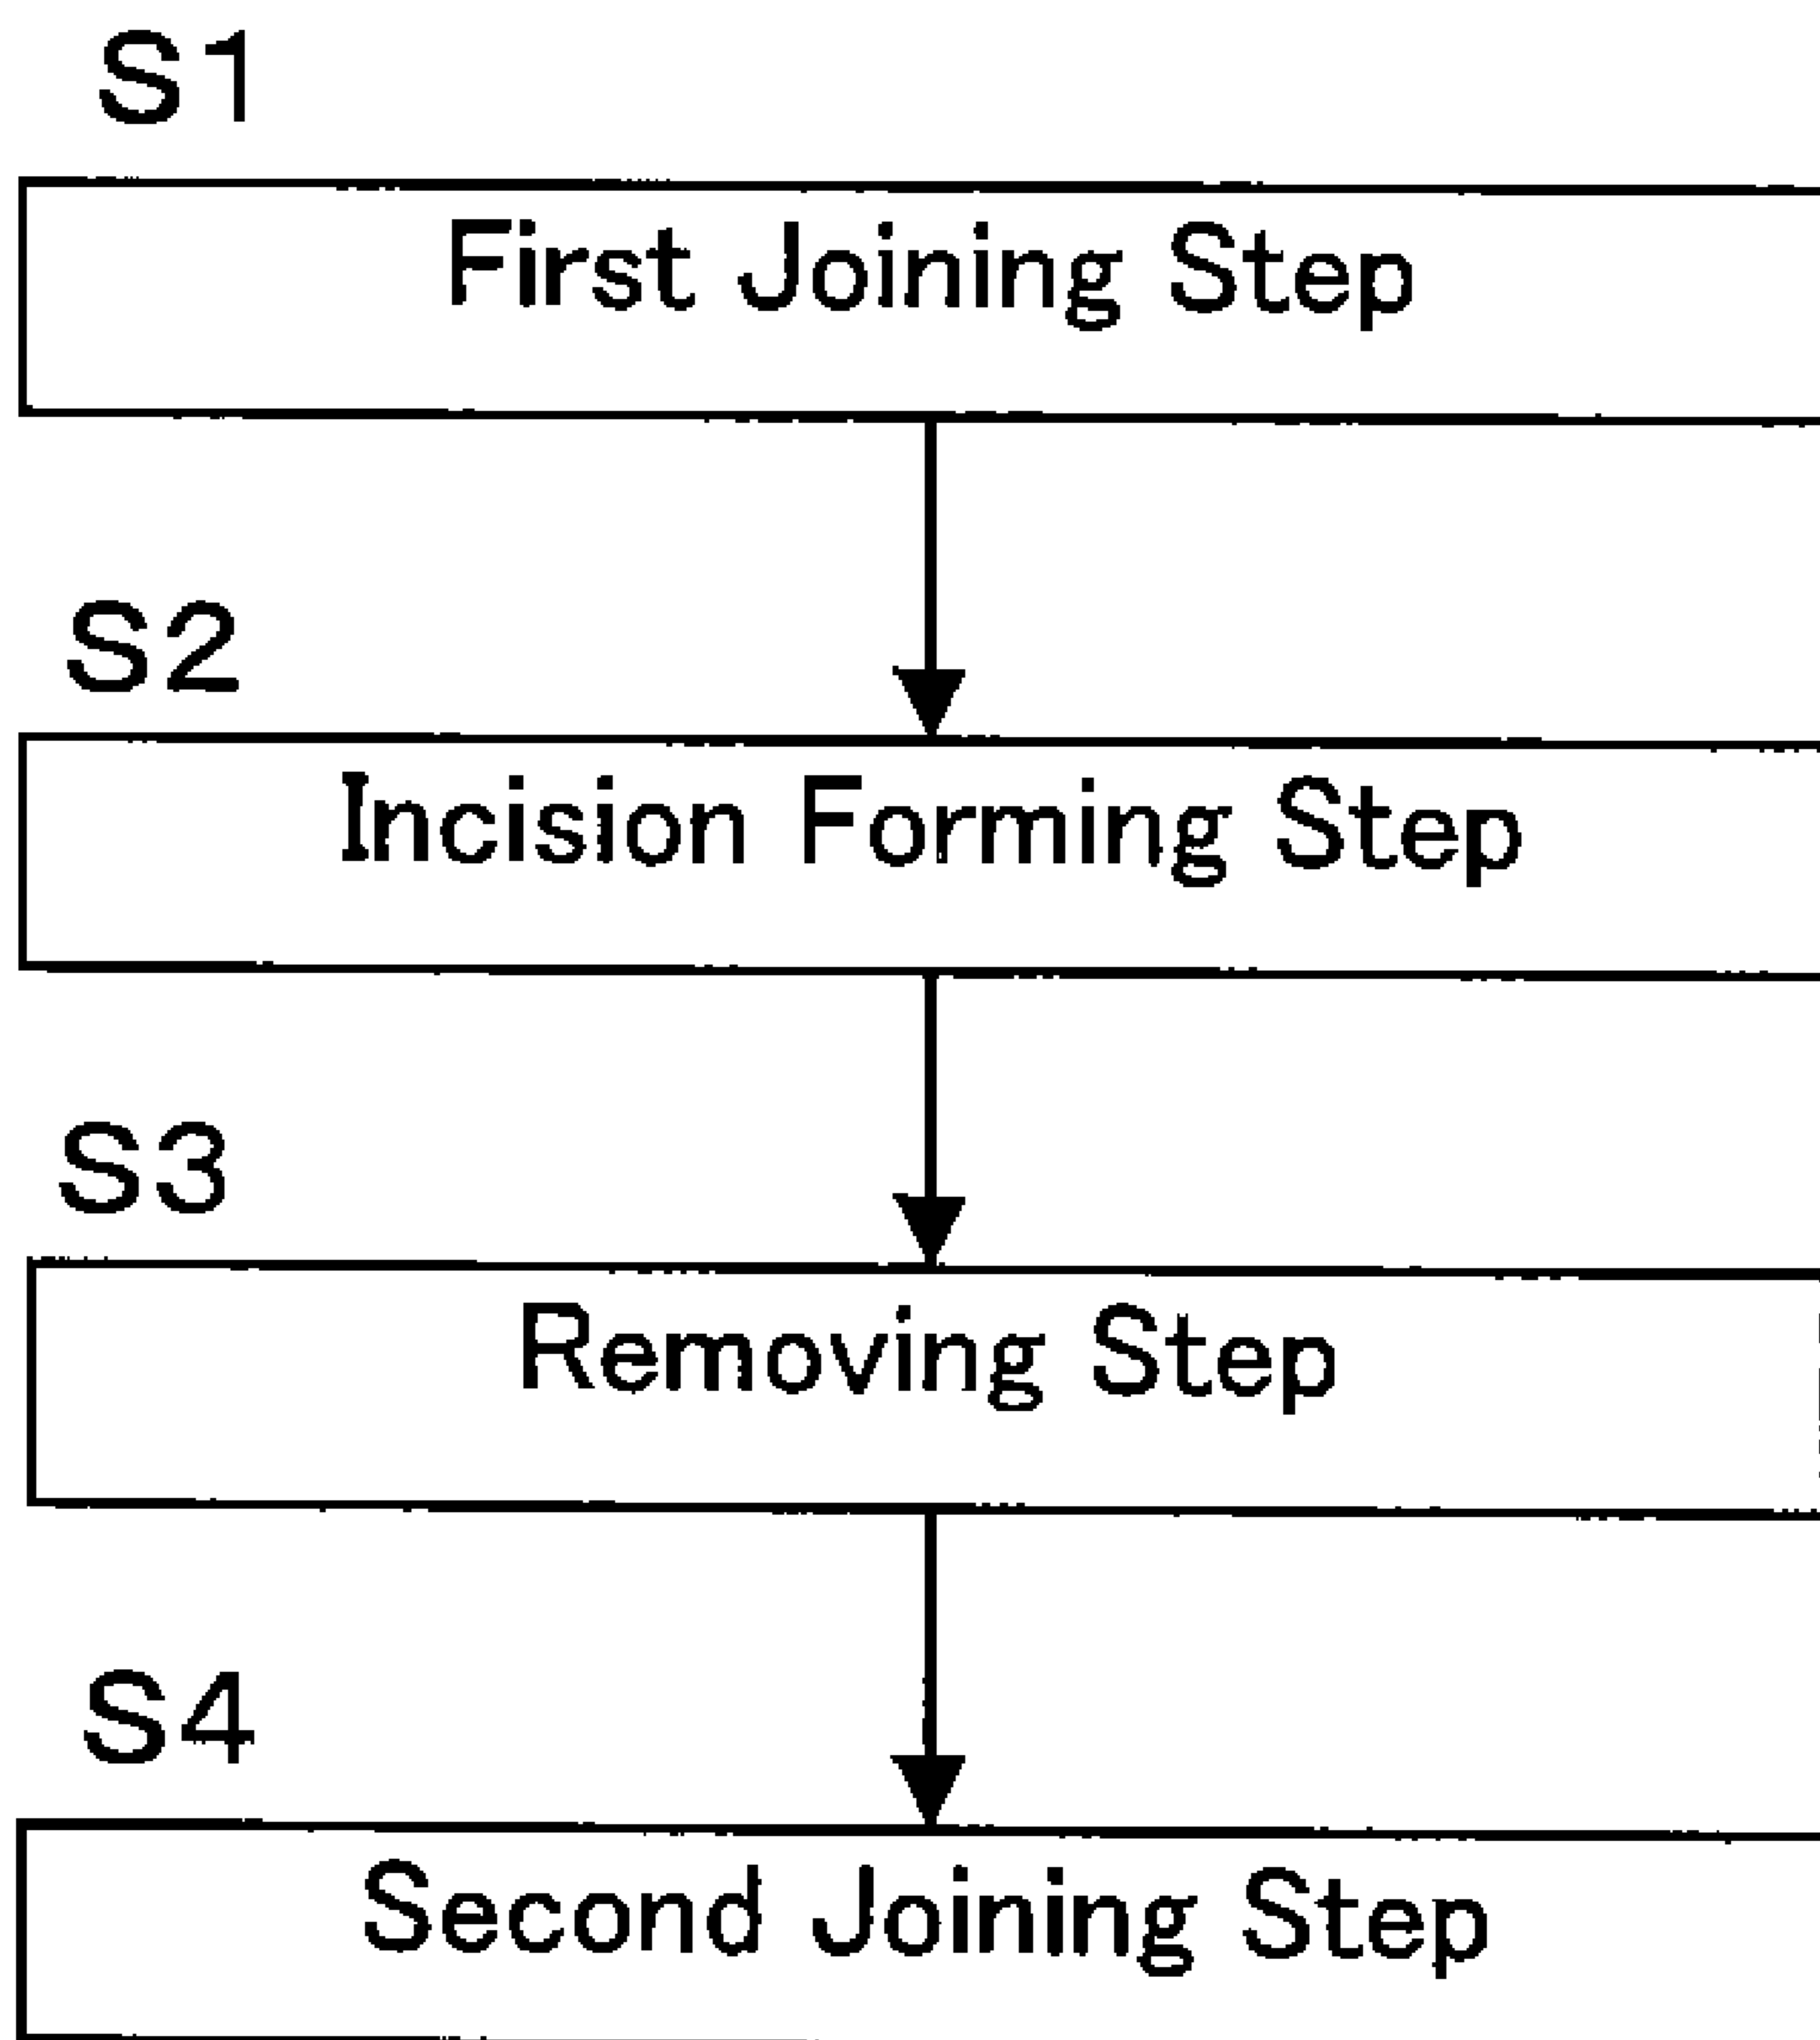 S1
First Joining Step
S2
Incision Forming Step
S3
Removing Step
S4
Second Joining Step